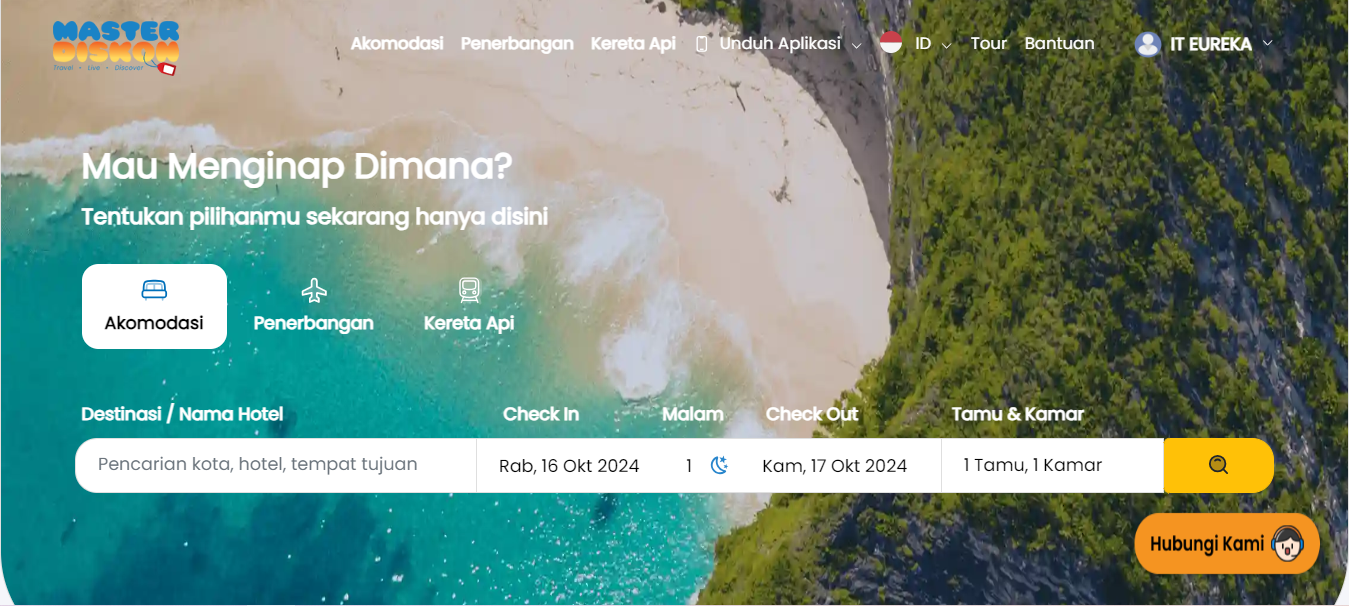 MASTER
DISKON
Travel • Live • Discover
Akomodasi Penerbangan Kereta Api Unduh Aplikasi ID Tour Bantuan IT EUREKA
Mau Menginap Dimana?
Tentukan pilihanmu sekarang hanya disini
Akomodasi Penerbangan Kereta Api
Destinasi / Nama Hotel Check In Malam Check Out Tamu & Kamar
Pencarian kota, hotel, tempat tujuan Rab, 16 Okt 2024 1 Kam, 17 Okt 2024 1 Tamu, 1 Kamar
Hubungi Kami